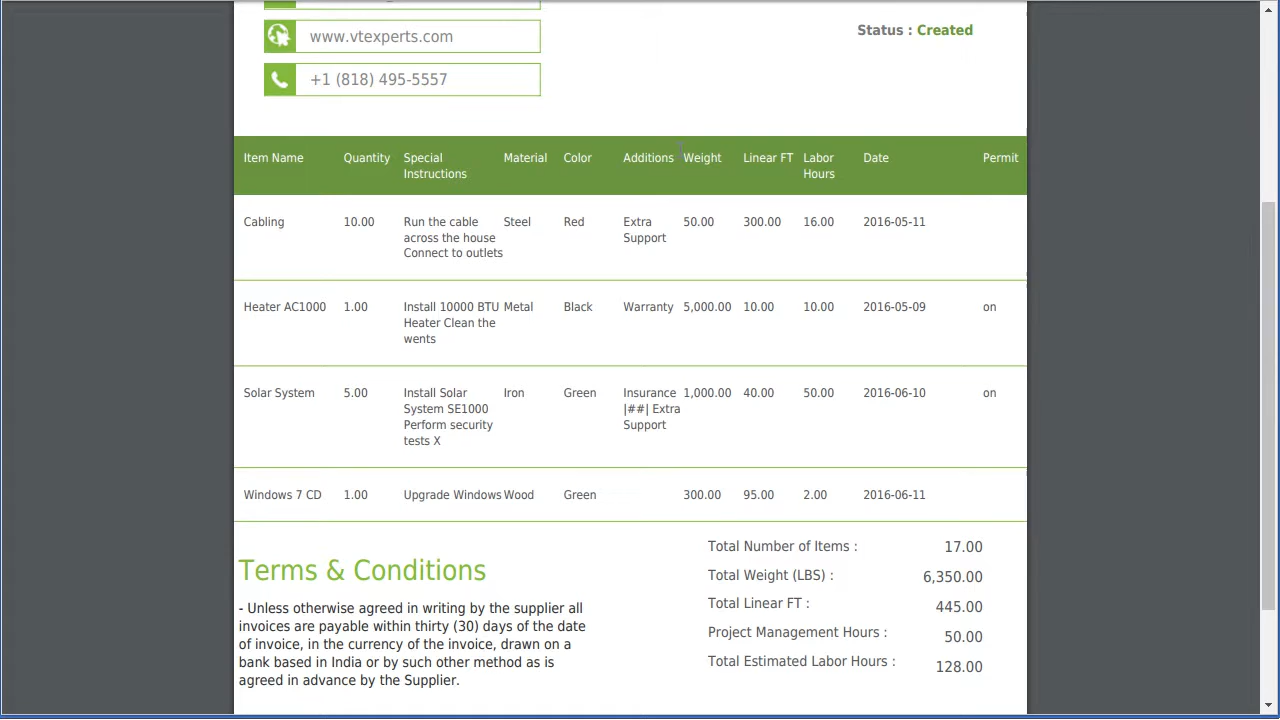 www.vtexperts.com
Status : Created
+1 (818) 495-5557
Item Name Quantity Special Instructions Material Color Additions Weight Linear FT Labor Hours Date Permit
Cabling 10.00 Run the cable Steel Red Extra 50.00 300.00 16.00 2016-05-11
across the house Support
Connect to outlets
Heater AC1000 1.00 Install 10000 BTU Metal Black Warranty 5,000.00 10.00 10.00 2016-05-09 on
Heater Clean the
wents
Solar System 5.00 Install Solar Iron Green Insurance 1,000.00 40.00 50.00 2016-06-10 on
System SE1000 |##| Extra
Perform security Support
tests X
Windows 7 CD 1.00 Upgrade Windows Wood Green 300.00 95.00 2.00 2016-06-11
Terms & Conditions
- Unless otherwise agreed in writing by the supplier all
invoices are payable within thirty (30) days of the date
of invoice, in the currency of the invoice, drawn on a
bank based in India or by such other method as is
agreed in advance by the Supplier.
Total Number of Items : 17.00
Total Weight (LBS) : 6,350.00
Total Linear FT : 445.00
Project Management Hours : 50.00
Total Estimated Labor Hours : 128.00